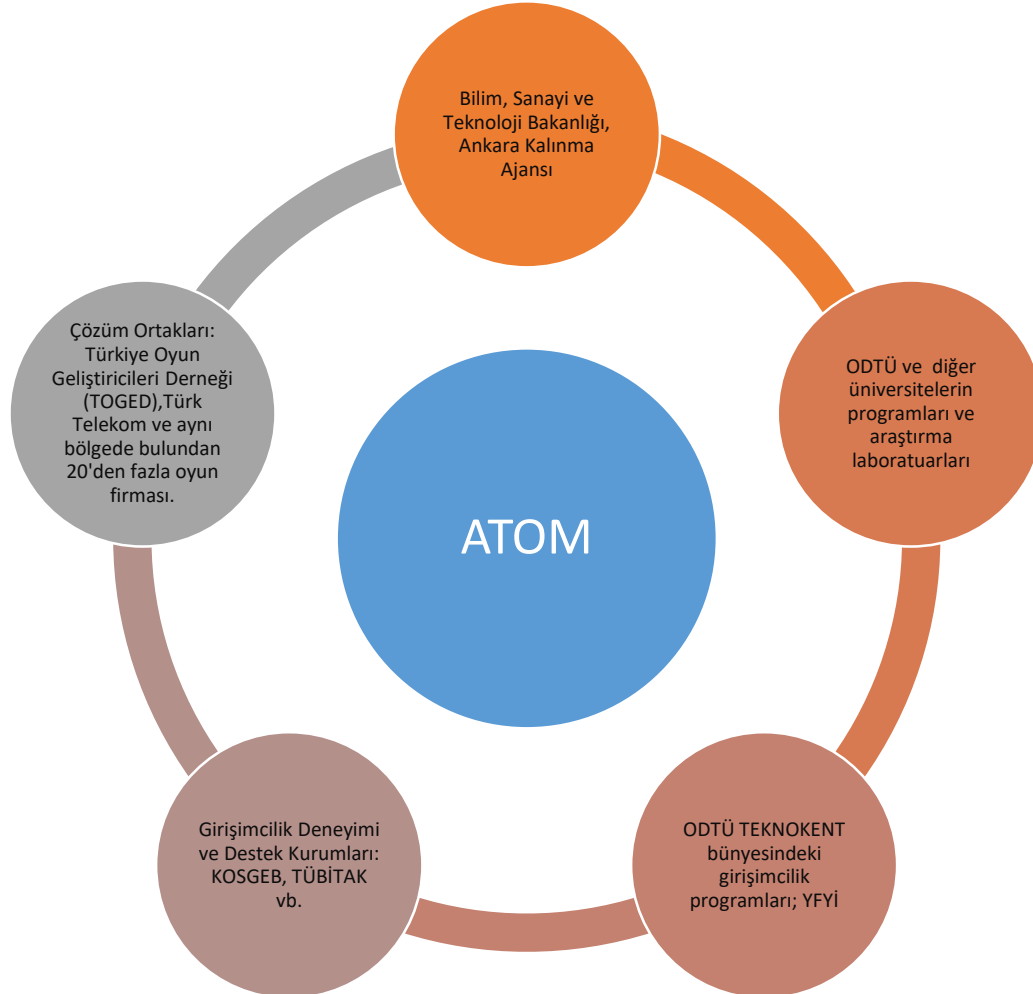 Bilim, Sanayi ve
Teknoloji Bakanlığı,
Ankara Kalınma
Ajansı
ODTÜ ve  diğer
üniversitelerin
programları ve
araştırma
laboratuarları
ODTÜ TEKNOKENT
bünyesindeki
girişimcilik
programları; YFYİ
Girişimcilik Deneyimi
ve Destek Kurumları:
KOSGEB, TÜBİTAK
vb.
Çözüm Ortakları:
Türkiye Oyun
Geliştiricileri Derneği
(TOGED),Türk
Telekom ve aynı
bölgede bulundan
20'den fazla oyun
firması.
ATOM